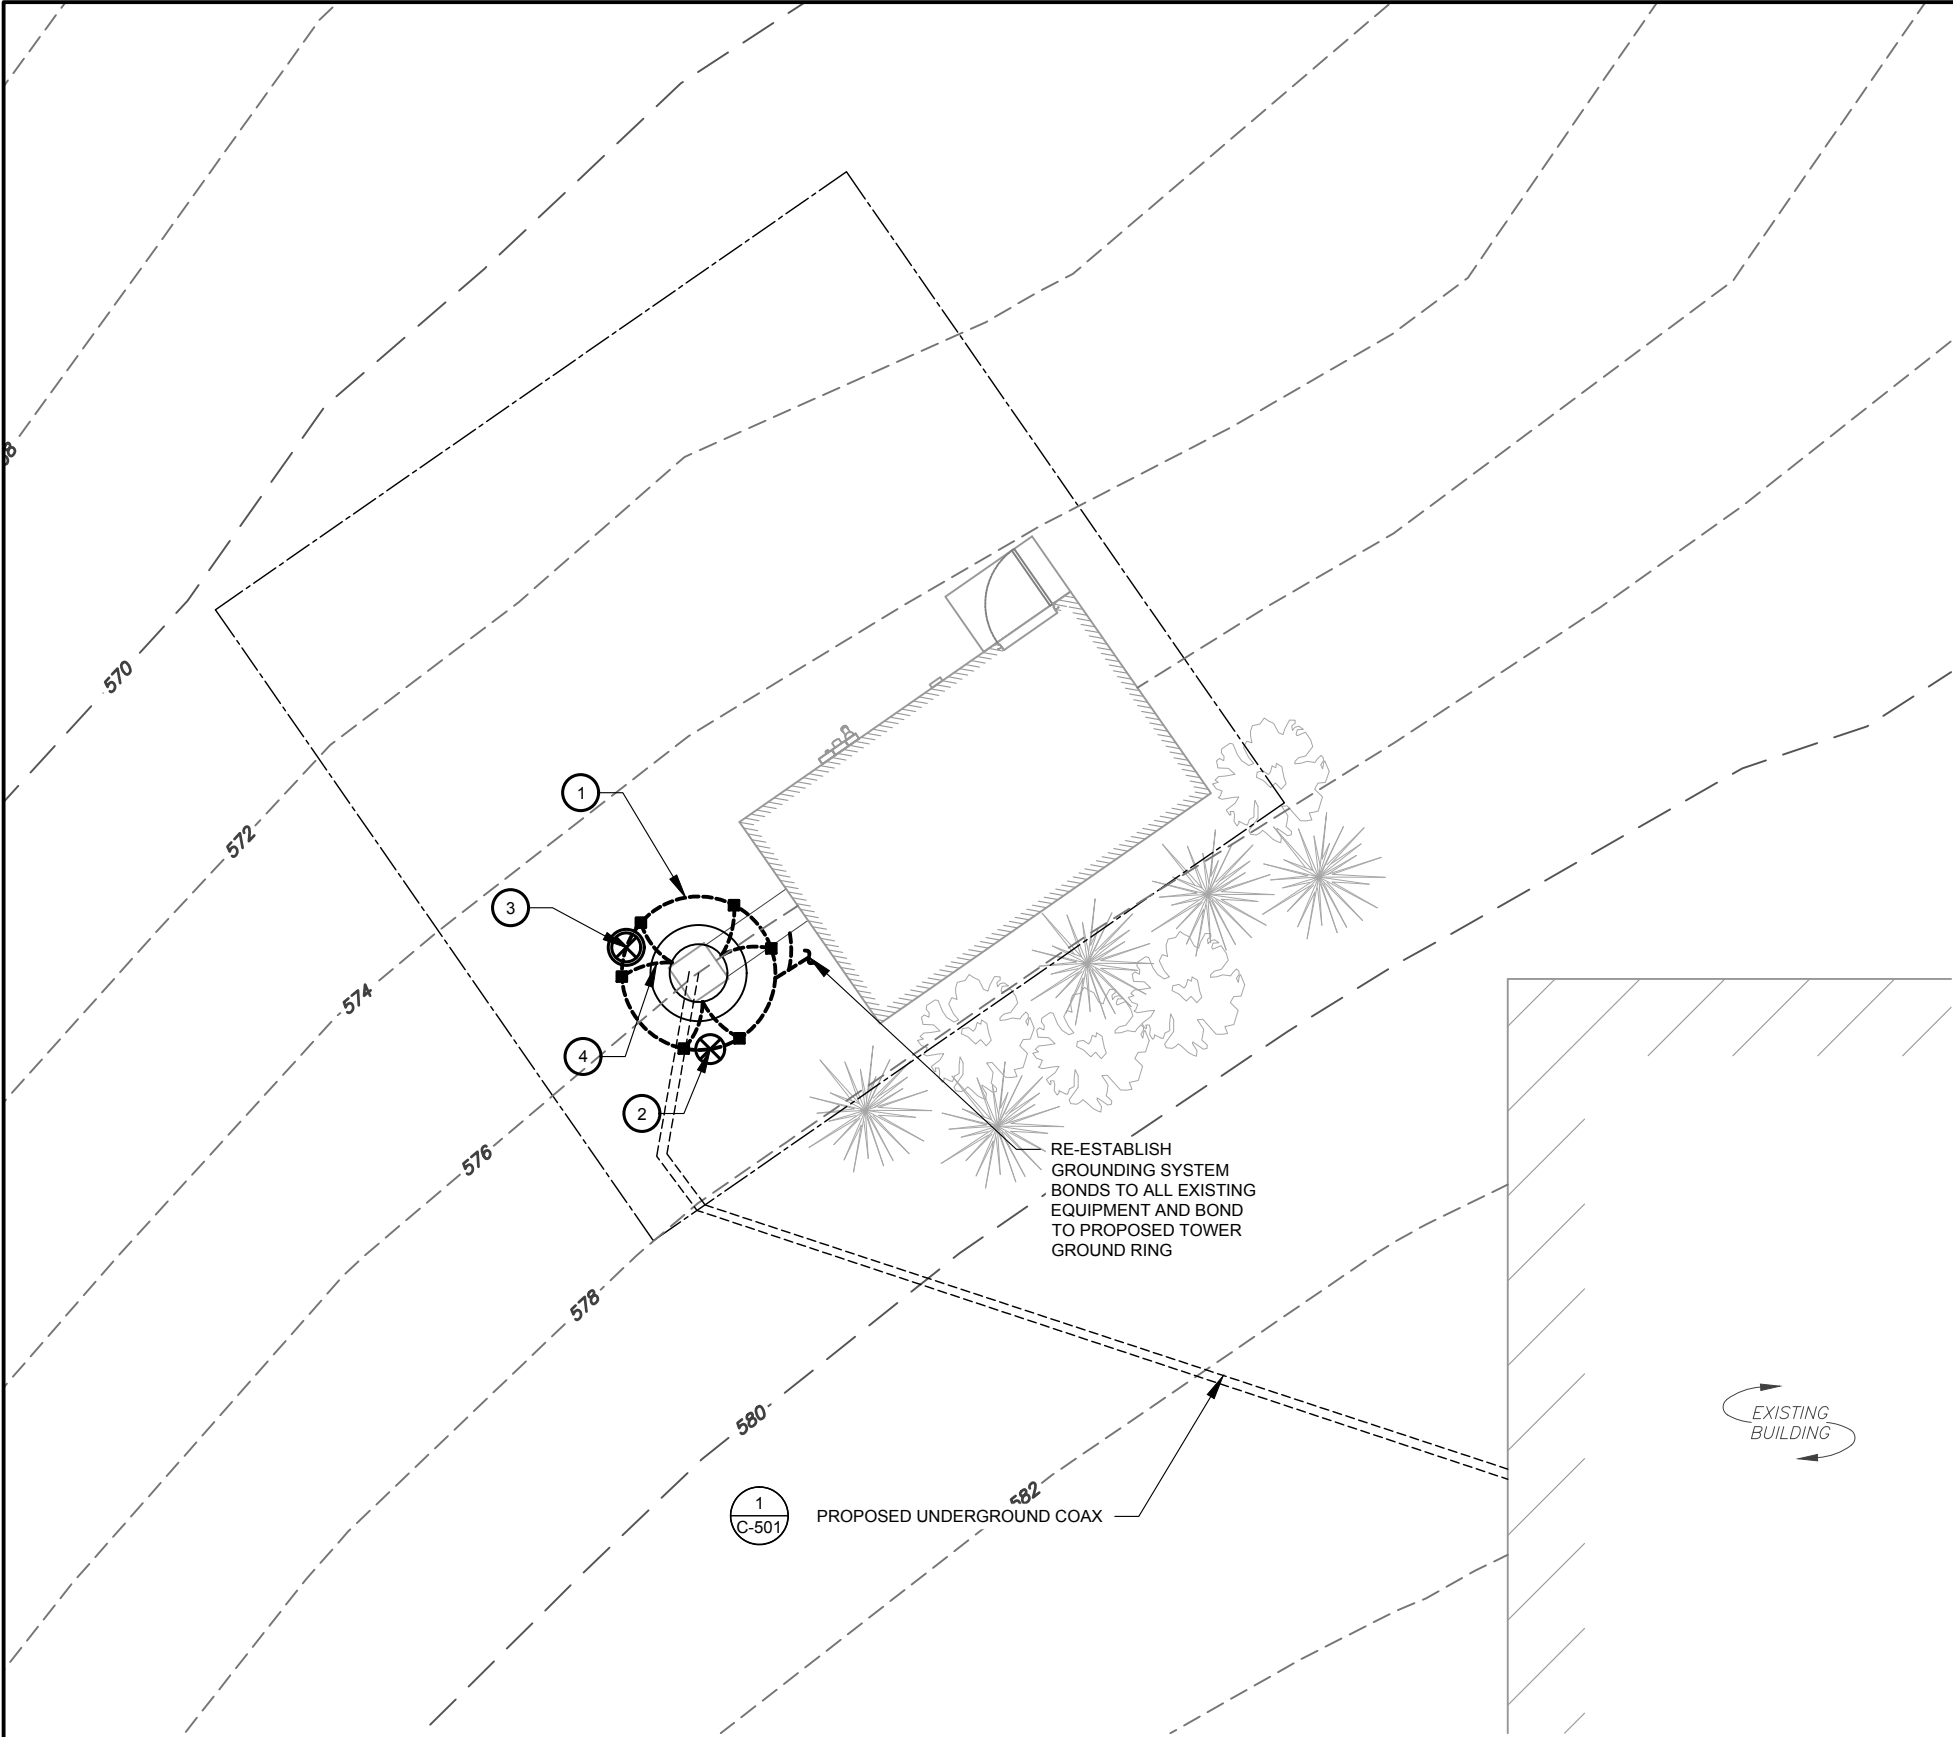 570
572
1
3
574
4
2
576
RE-ESTABLISH
GROUNDING SYSTEM
BONDS TO ALL EXISTING
EQUIPMENT AND BOND
TO PROPOSED TOWER
GROUND RING
578
580
EXISTING
BUILDING
582
1
C-501
PROPOSED UNDERGROUND COAX